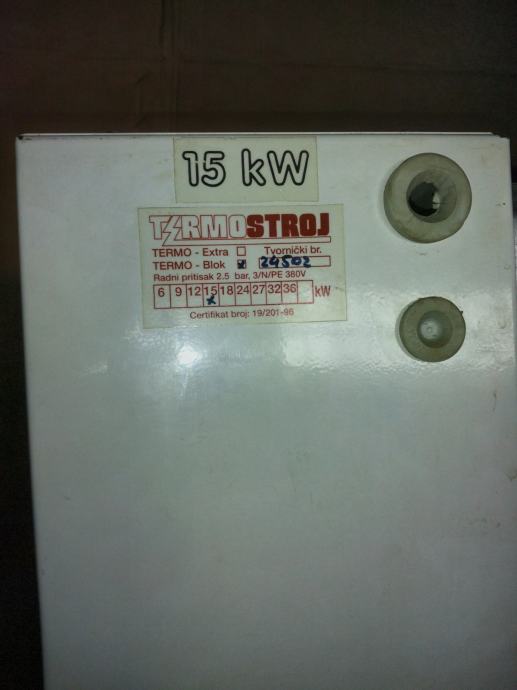 15 kW
TERMOSTROJ
TERMO - Extra Tvornički br.
TERMO - Blok 24502
Radni pritisak 2.5 bar, 3/N/PE 380V
6 9 12 15 18 24 27 32 36 kW
Certifikat broj: 19/201-96